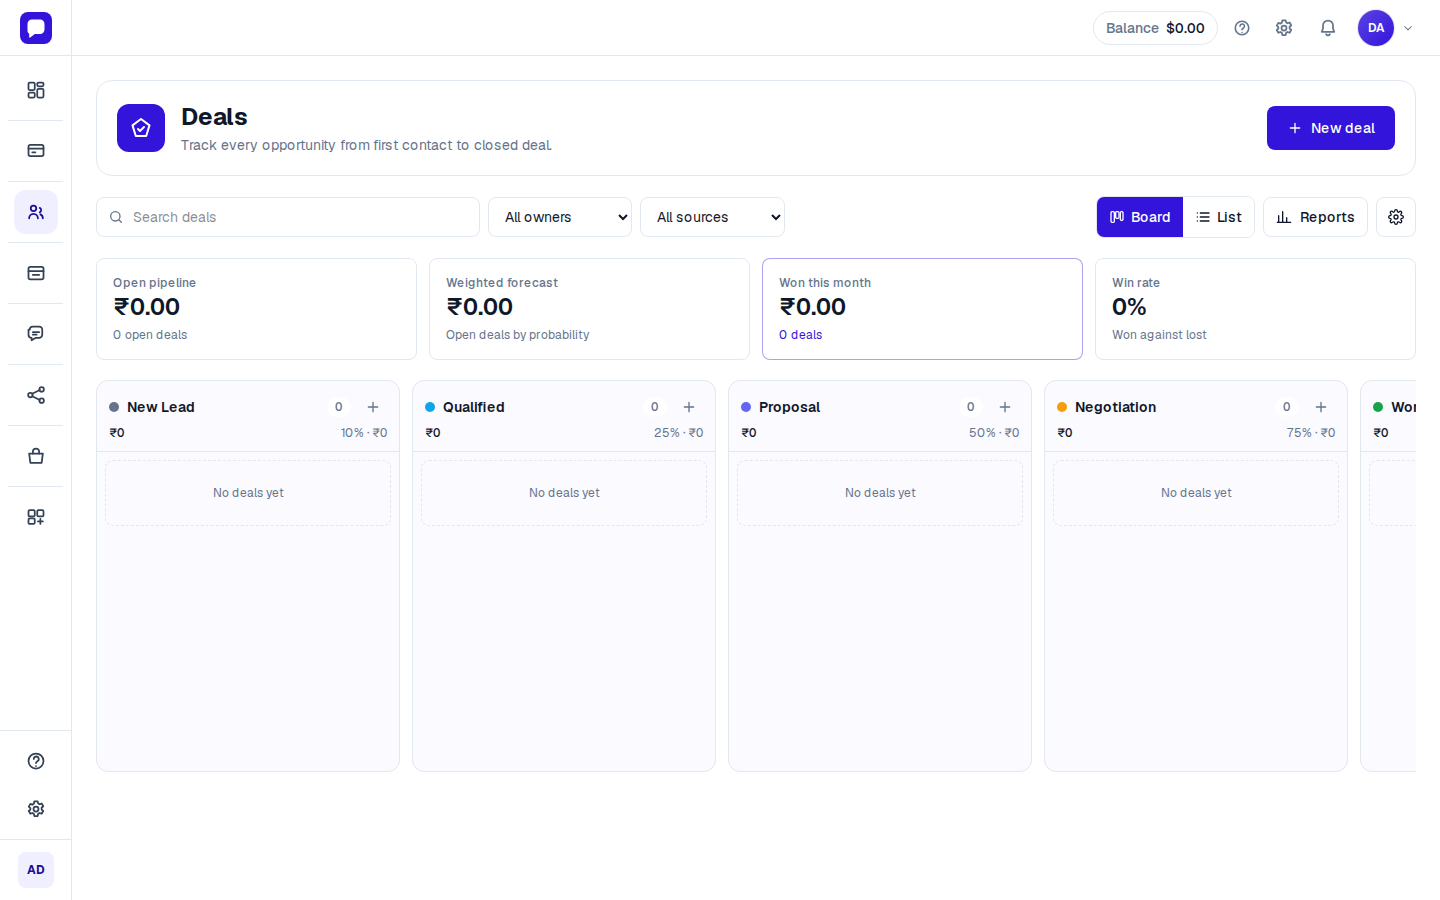 Balance $0.00
DA
Deals
Track every opportunity from first contact to closed deal.
New deal
Search deals
All owners
All sources
Board
List
Reports
Open pipeline
₹0.00
0 open deals
Weighted forecast
₹0.00
Open deals by probability
Won this month
₹0.00
0 deals
Win rate
0%
Won against lost
New Lead 0
₹0 10% · ₹0
No deals yet
Qualified 0
₹0 25% · ₹0
No deals yet
Proposal 0
₹0 50% · ₹0
No deals yet
Negotiation 0
₹0 75% · ₹0
No deals yet
₹0
AD